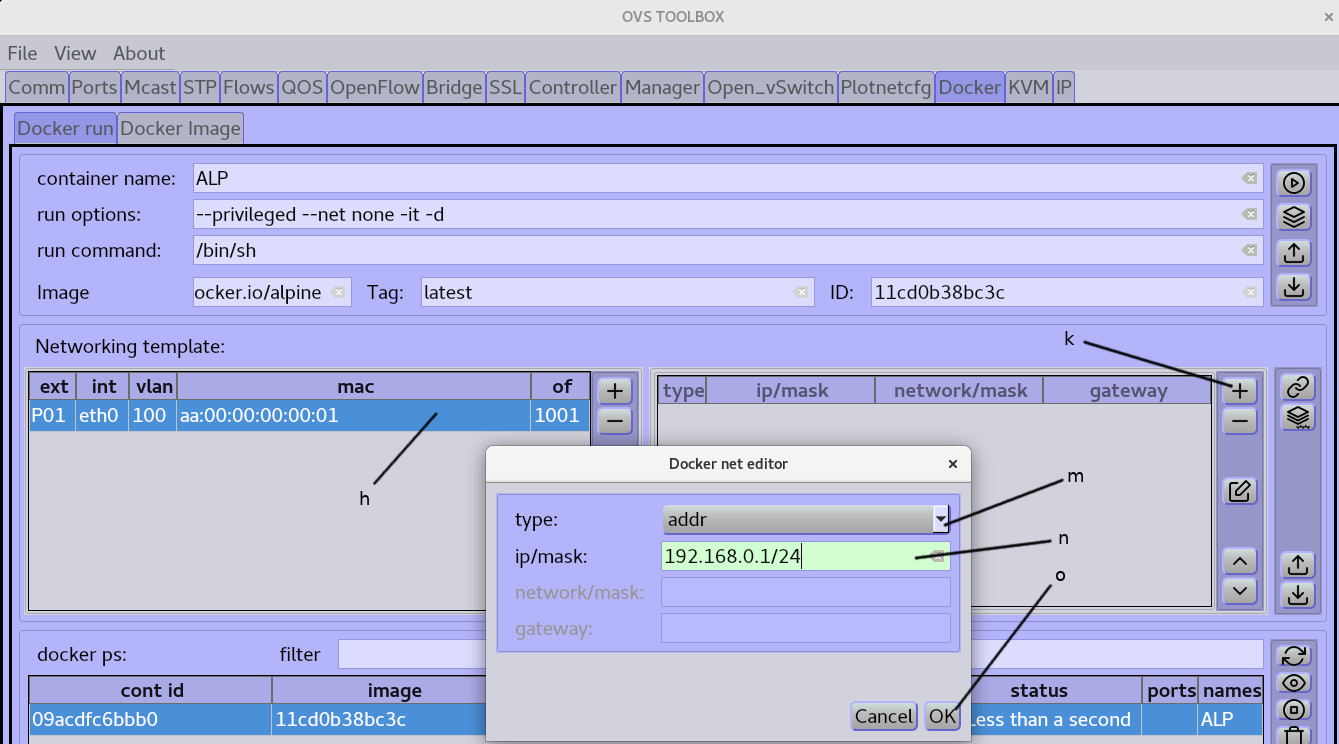 OVS TOOLBOX
File View About
Comm Ports Mcast STP Flows QOS OpenFlow Bridge SSL Controller Manager Open_vSwitch Plotnetcfg Docker KVM IP
Docker run Docker Image
container name: ALP
run options: --privileged --net none -it -d
run command: /bin/sh
Image ocker.io/alpine Tag: latest ID: 11cd0b38bc3c
Networking template:
k
ext int vlan mac of
type ip/mask network/mask gateway
P01 eth0 100 aa:00:00:00:00:01 1001
h
Docker net editor
m
type: addr
n
ip/mask: 192.168.0.1/24
o
network/mask:
gateway:
docker ps: filter
cont id image status ports names
Cancel OK
09acdfc6bbb0 11cd0b38bc3c Less than a second ALP